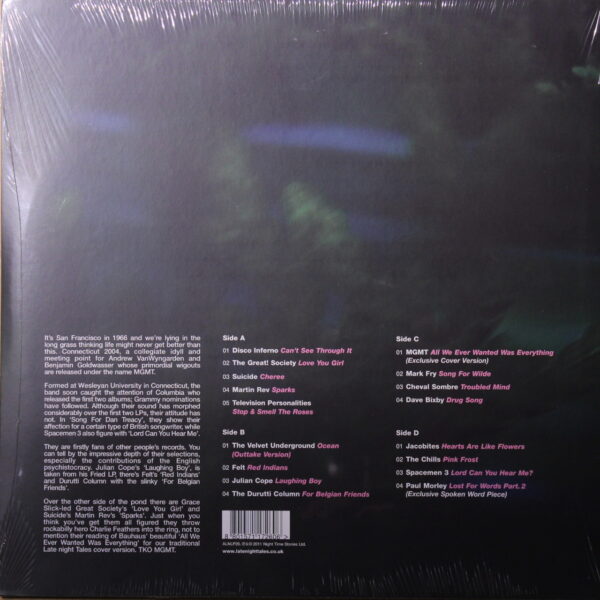 It's San Francisco in 1966 and we're lying in the
long grass thinking life might never get better than
this. Connecticut 2004, a collegiate idyll and
meeting point for Andrew VanWyngarden and
Benjamin Goldwasser whose primordial wigouts
are released under the name MGMT.
Formed at Wesleyan University in Connecticut, the
band soon caught the attention of Columbia who
released the first two albums; Grammy nominations
have followed. Although their sound has morphed
considerably over the first two LPs, their attitude has
not. In 'Song For Dan Treacy', they show their
affection for a certain type of British songwriter, while
Spacemen 3 also figure with 'Lord Can You Hear Me'.
They are firstly fans of other people's records. You
can tell by the impressive depth of their selections,
especially the contributions of the English
psychistocracy. Julian Cope's 'Laughing Boy', is
taken from his Fried LP, there's Felt's 'Red Indians'
and Durutti Column with the slinky 'For Belgian
Friends'.
Over the other side of the pond there are Grace
Slick-led Great Society's 'Love You Girl' and
Suicide's Martin Rev's 'Sparks'. Just when you
think you've get them all figured they throw
rockabilly hero Charlie Feathers into the ring, not to
mention their reading of Bauhaus' beautiful 'All We
Ever Wanted Was Everything' for our traditional
Late night Tales cover version. TKO MGMT.
Side A
01 Disco Inferno Can't See Through It
02 The Great! Society Love You Girl
03 Suicide Cheree
04 Martin Rev Sparks
05 Television Personalities
Stop & Smell The Roses
Side B
01 The Velvet Underground Ocean
(Outtake Version)
02 Felt Red Indians
03 Julian Cope Laughing Boy
04 The Durutti Column For Belgian Friends
Side C
01 MGMT All We Ever Wanted Was Everything
(Exclusive Cover Version)
02 Mark Fry Song For Wilde
03 Cheval Sombre Troubled Mind
04 Dave Bixby Drug Song
Side D
01 Jacobites Hearts Are Like Flowers
02 The Chills Pink Frost
03 Spacemen 3 Lord Can You Hear Me?
04 Paul Morley Lost For Words Part. 2
(Exclusive Spoken Word Piece)
2011 Night Time Stories Ltd.
www.latenighttales.co.uk